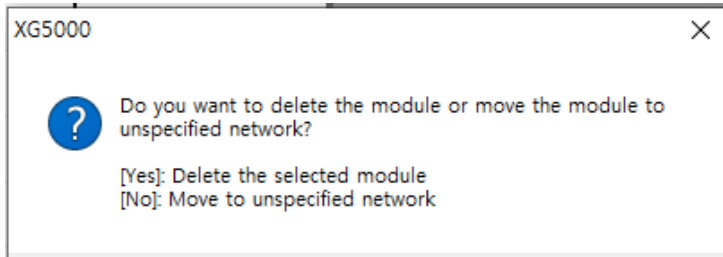 XG5000
Do you want to delete the module or move the module to
unspecified network?
[Yes]: Delete the selected module
[No]: Move to unspecified network